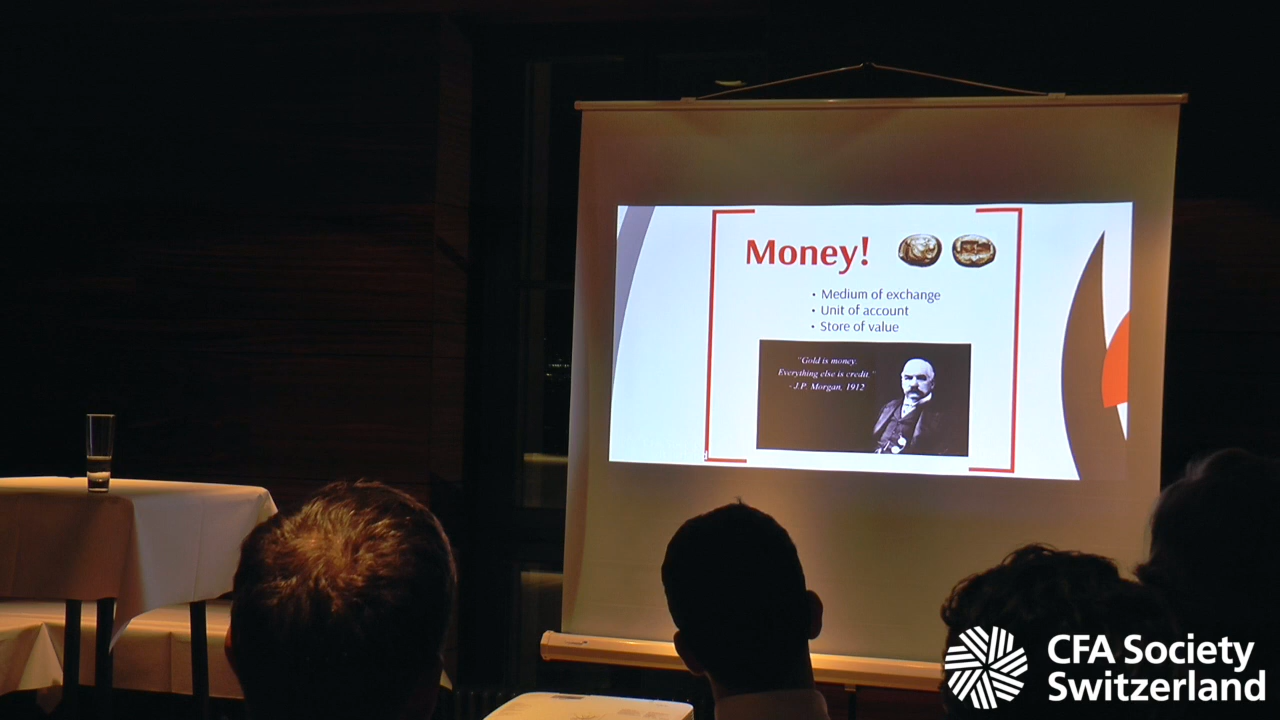 Money!
• Medium of exchange
• Unit of account
• Store of value
"Gold is money.
Everything else is credit."
- J.P. Morgan, 1912
CFA Society
Switzerland